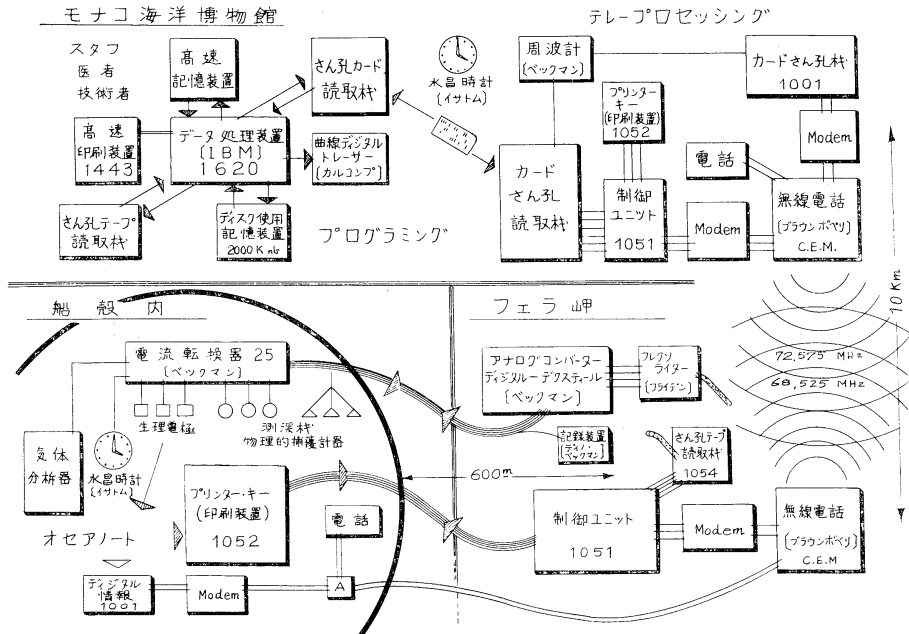 モナコ海洋博物館
テレープロセッシング
スタフ
医者
技術者
高速
記憶装置
さん孔カード
読取機
水晶時計
(イサトム)
周波計
[ベックマン]
カードさん孔機
1001
プリンター
キー
(印刷装置)
1052
Modem
高速
印刷装置
1443
データ処理装置
[IBM]
1620
曲線ディジタル
トレーサー
[カルコンプ]
電話
カード
さん孔
読取機
制御
ユニット
1051
Modem
無線電話
[ブラウンボベリ]
C.E.M.
さん孔テープ
読取機
ディスク使用
記憶装置
2000K
プログラミング
10Km
船殻内
フェラ岬
電流転換器25
[ベックマン]
アナログコンバーター
ディジタルーデクスティール
[ベックマン]
フレクソ
ライター
[フライデン]
72,575 MHz
68,525 MHz
生理電極
測深機
物理的捕獲計器
気体
分析器
水晶時計
[イサトム]
記録装置
さん孔テープ
読取機
1054
600m
プリンター・キー
(印刷装置)
1052
電話
制御ユニット
1051
Modem
無線電話
[ブラウンボベリ]
C.E.M
オセアノート
ディジタル
情報
1001
Modem
A